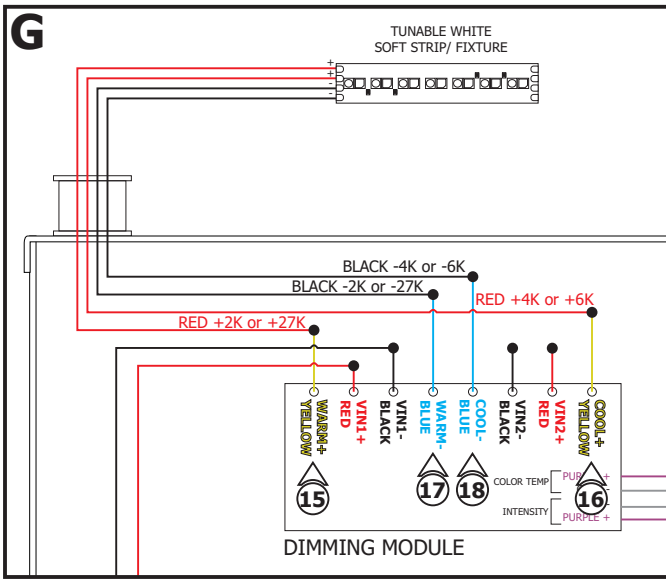 G
TUNABLE WHITE
SOFT STRIP/ FIXTURE
+
+
-
-
BLACK -4K or -6K
BLACK -2K or -27K
RED +4K or +6K
RED +2K or +27K
WARM+
YELLOW
VIN1+
RED
VIN1-
BLACK
WARM-
BLUE
COOL-
BLUE
VIN2-
BLACK
VIN2+
RED
COOL+
YELLOW
15
17
18
16
COLOR TEMP
+
-
INTENSITY
-
PURPLE +
DIMMING MODULE